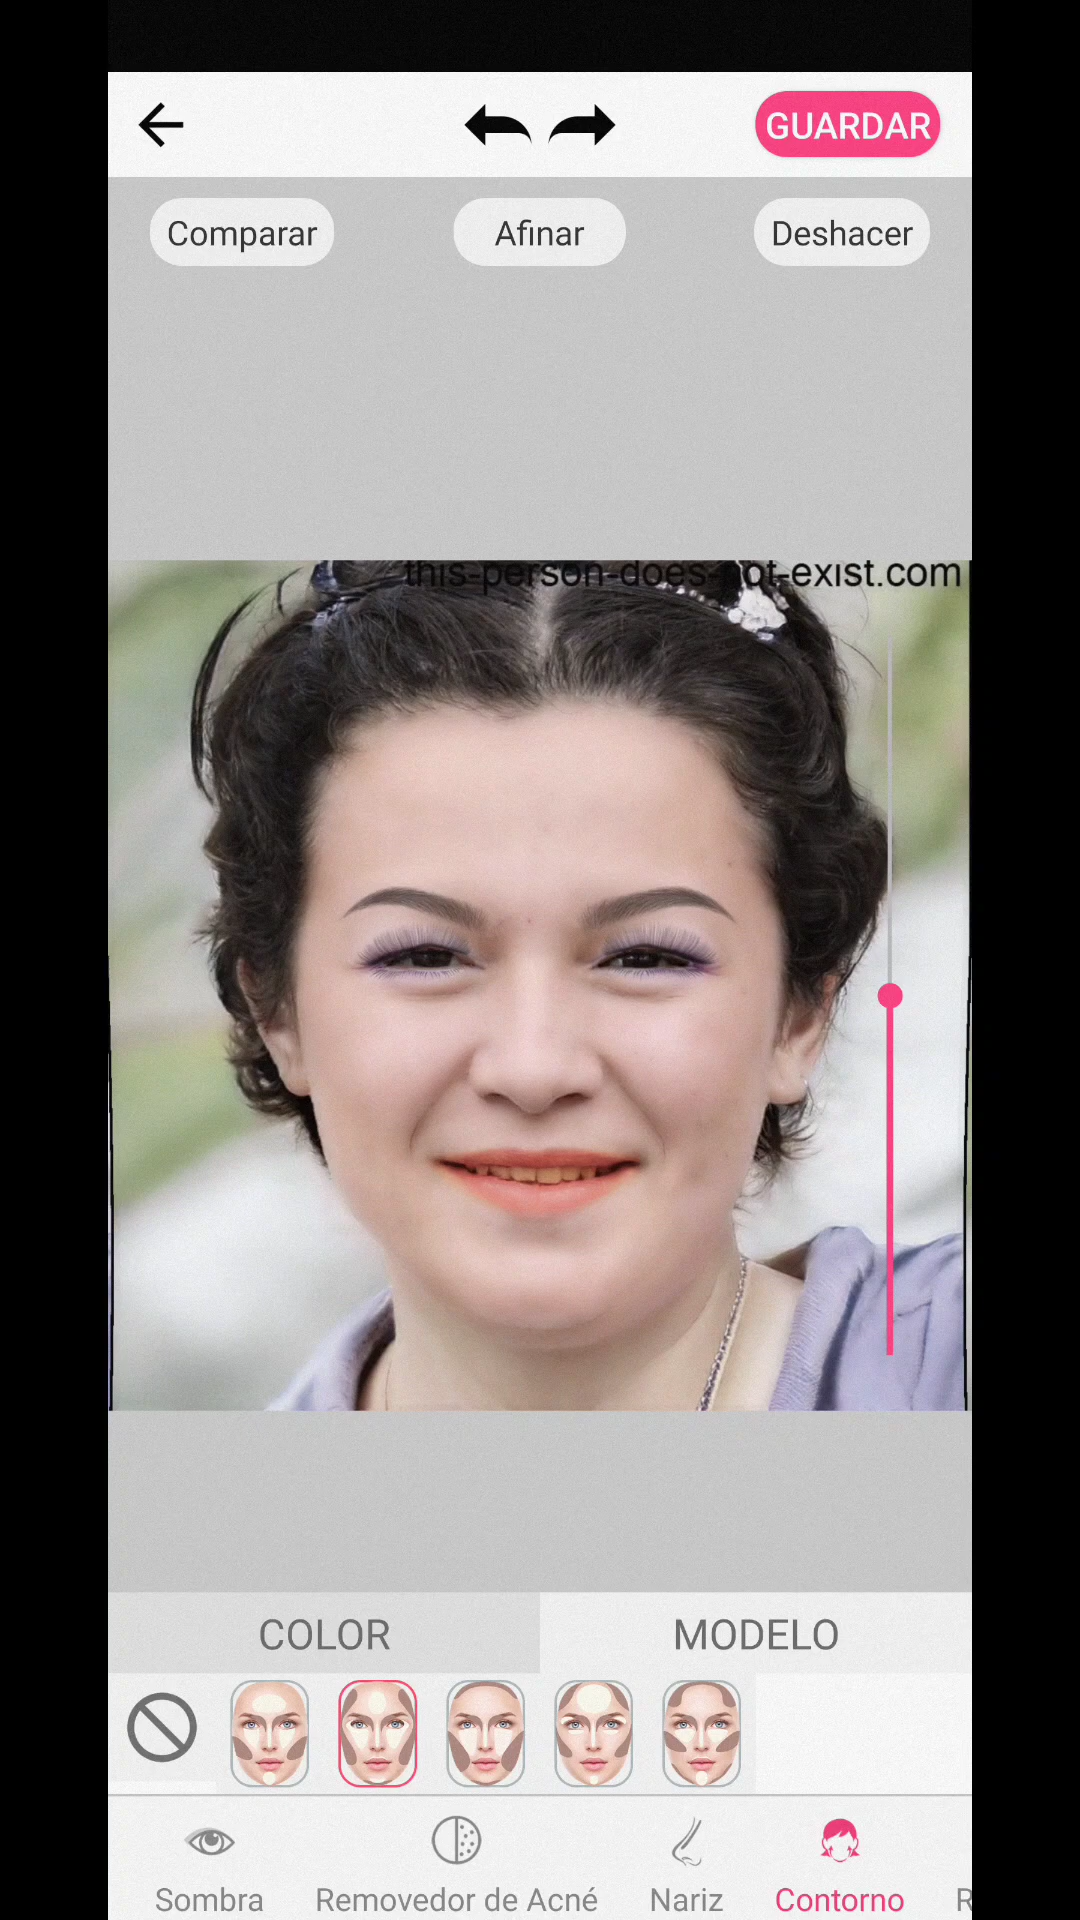 GUARDAR
Comparar
Afinar
Deshacer
this-person-does-not-exist.com
COLOR
MODELO
Sombra
Removedor de Acné
Nariz
Contorno
R